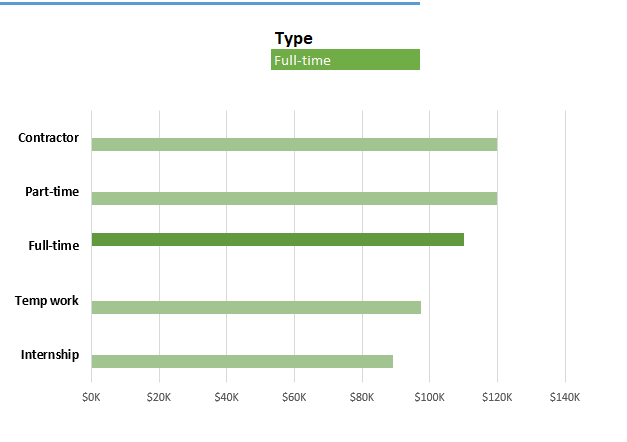 Type
Full-time
Contractor
Part-time
Full-time
Temp work
Internship
$0K $20K $40K $60K $80K $100K $120K $140K